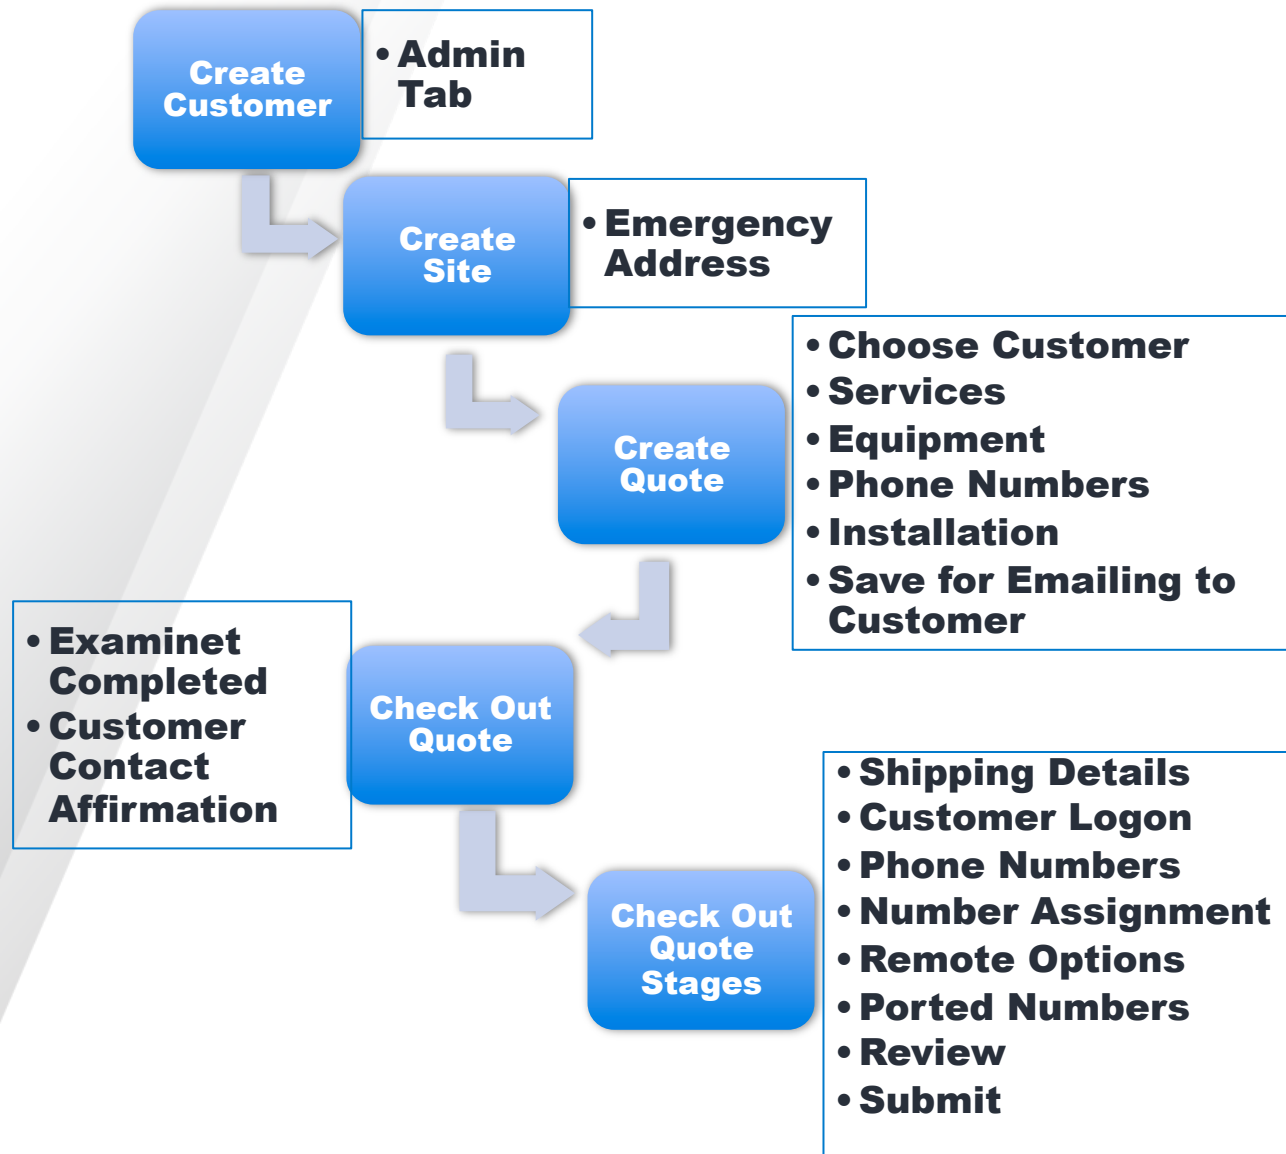 Create
Customer
• Admin
Tab
Create
Site
• Emergency
Address
Create
Quote
• Choose Customer
• Services
• Equipment
• Phone Numbers
• Installation
• Save for Emailing to
Customer
Check Out
Quote
• Examinet
Completed
• Customer
Contact
Affirmation
Check Out
Quote
Stages
• Shipping Details
• Customer Logon
• Phone Numbers
• Number Assignment
• Remote Options
• Ported Numbers
• Review
• Submit